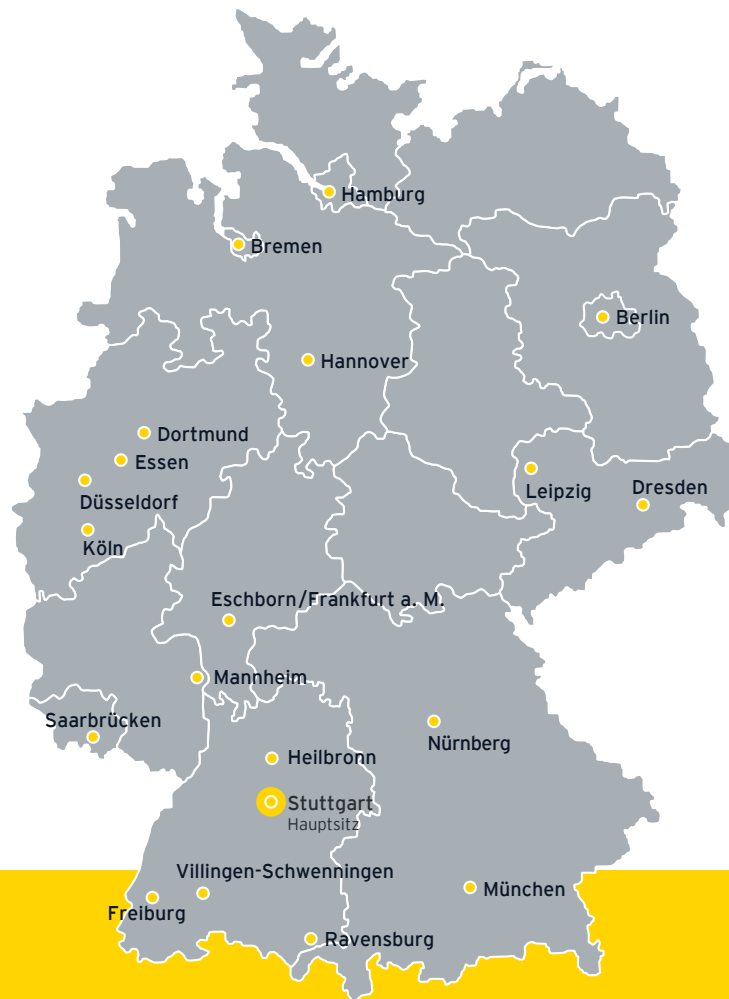 Hamburg
Bremen
Berlin
Hannover
Dortmund
Essen
Düsseldorf
Leipzig
Dresden
Köln
Eschborn/Frankfurt a. M.
Mannheim
Saarbrücken
Nürnberg
Heilbronn
Stuttgart
Hauptsitz
Villingen-Schwenningen
München
Freiburg
Ravensburg